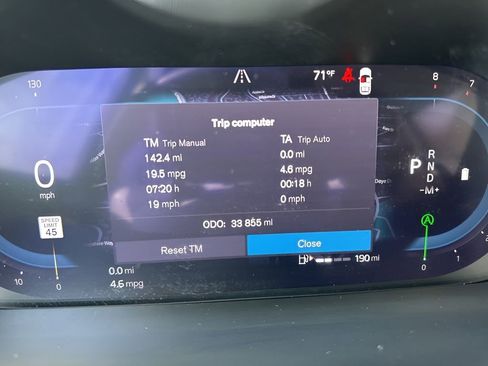 130
71°F
8
7
Trip computer
TM Trip Manual
TA Trip Auto
142.4 mi
0.0 mi
19.5 mpg
4.6 mpg
07:20 h
00:18 h
19 mph
0 mph
ODO: 33 855 mi
Reset TM
Close
0
mph
SPEED
LIMIT
45
P
R
N
D
-M+
A
10
0
0.0 mi
4.6 mpg
190 mi
0
1